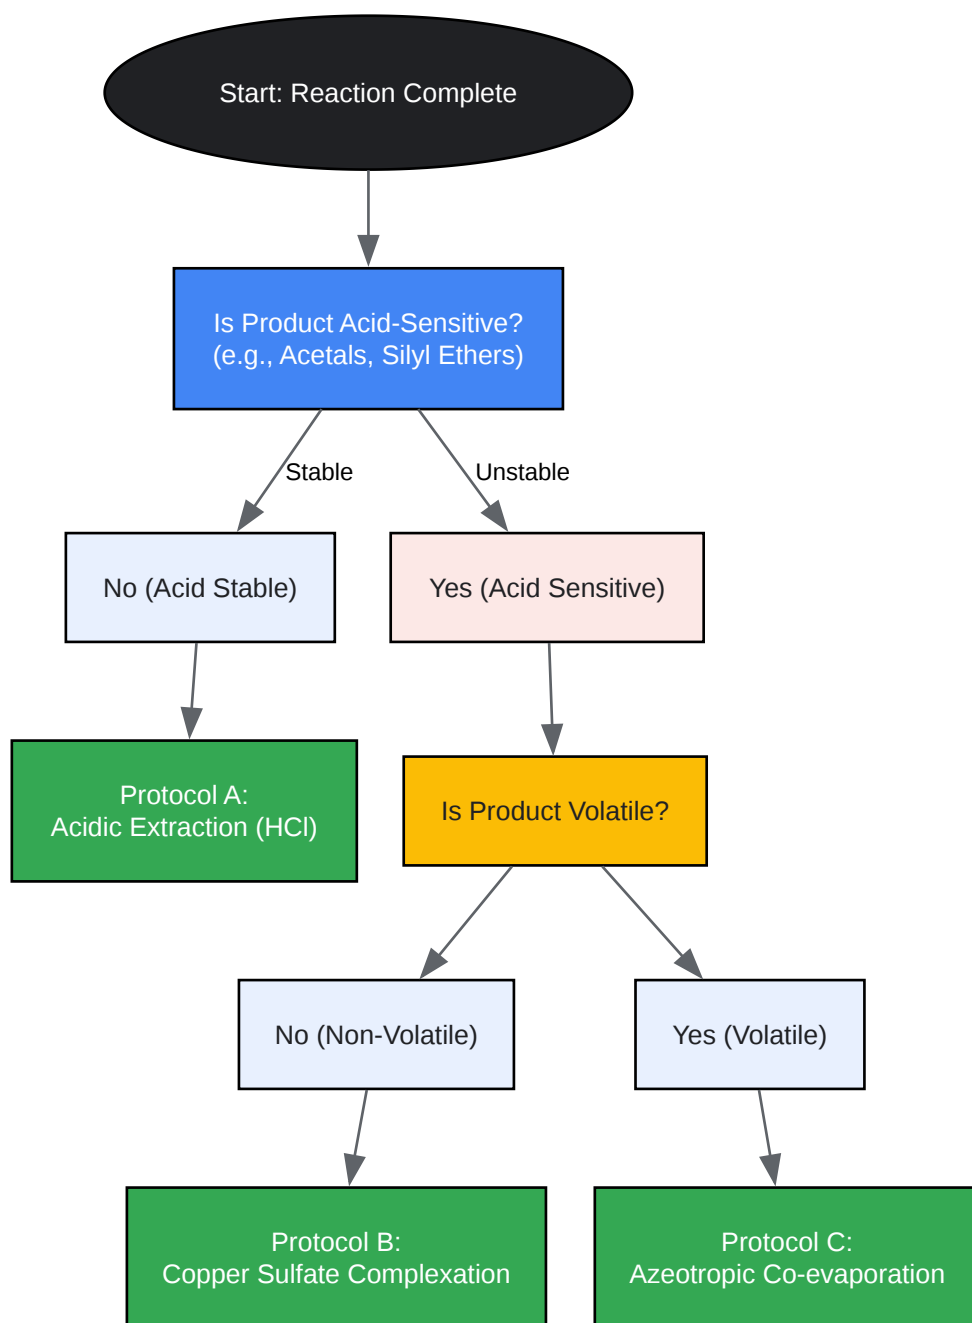 Start: Reaction Complete
Is Product Acid-Sensitive?
(e.g., Acetals, Silyl Ethers)
Stable
Unstable
No (Acid Stable)
Yes (Acid Sensitive)
Protocol A:
Acidic Extraction (HCl)
Is Product Volatile?
No (Non-Volatile)
Yes (Volatile)
Protocol B:
Copper Sulfate Complexation
Protocol C:
Azeotropic Co-evaporation